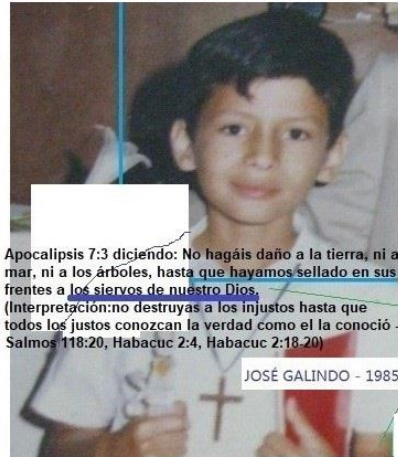 Apocalipsis 7:3 diciendo: No hagáis daño a la tierra, ni a
mar, ni a los árboles, hasta que hayamos sellado en sus
frentes a los siervos de nuestro Dios.
(Interpretación:no destruyas a los injustos hasta que
todos los justos conozcan la verdad como el la conoció -
Salmos 118:20, Habacuc 2:4, Habacuc 2:18-20)
JOSÉ GALINDO - 1985